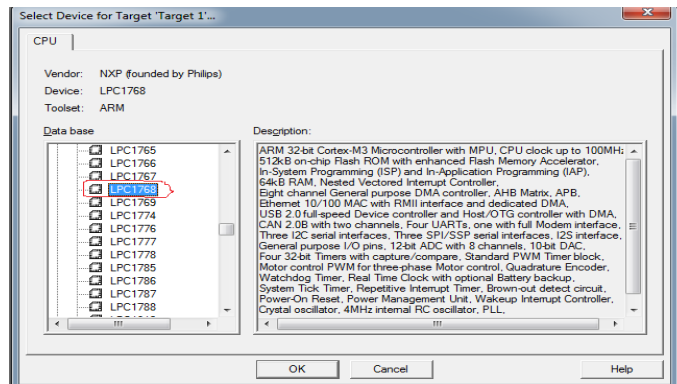 Select Device for Target 'Target 1'...
CPU
Vendor: NXP (founded by Philips)
Device: LPC1768
Toolset: ARM
Data base
LPC1765
LPC1766
LPC1767
LPC1768
LPC1769
LPC1774
LPC1776
LPC1777
LPC1778
LPC1785
LPC1786
LPC1787
LPC1788
Description:
ARM 32-bit Cortex-M3 Microcontroller with MPU, CPU clock up to 100MHz
512kB on-chip Flash ROM with enhanced Flash Memory Accelerator,
In-System Programming (ISP) and In-Application Programming (IAP),
64kB RAM, Nested Vectored Interrupt Controller,
Eight channel General purpose DMA controller, AHB Matrix, APB,
Ethernet 10/100 MAC with RMII interface and dedicated DMA,
USB 2.0 full-speed Device controller and Host/OTG controller with DMA,
CAN 2.0B with two channels, Four UARTs, one with full Modem interface,
Three I2C serial interfaces, Three SPI/SSP serial interfaces, I2S interface,
General purpose I/O pins, 12-bit ADC with 8 channels, 10-bit DAC,
Four 32-bit Timers with capture/compare, Standard PWM Timer block,
Motor control PWM for three-phase Motor control, Quadrature Encoder,
Watchdog Timer, Real Time Clock with optional Battery backup,
System Tick Timer, Repetitive Interrupt Timer, Brown-out detect circuit,
Power-On Reset, Power Management Unit, Wakeup Interrupt Controller,
Crystal oscillator, 4MHz internal RC oscillator, PLL,
OK Cancel Help